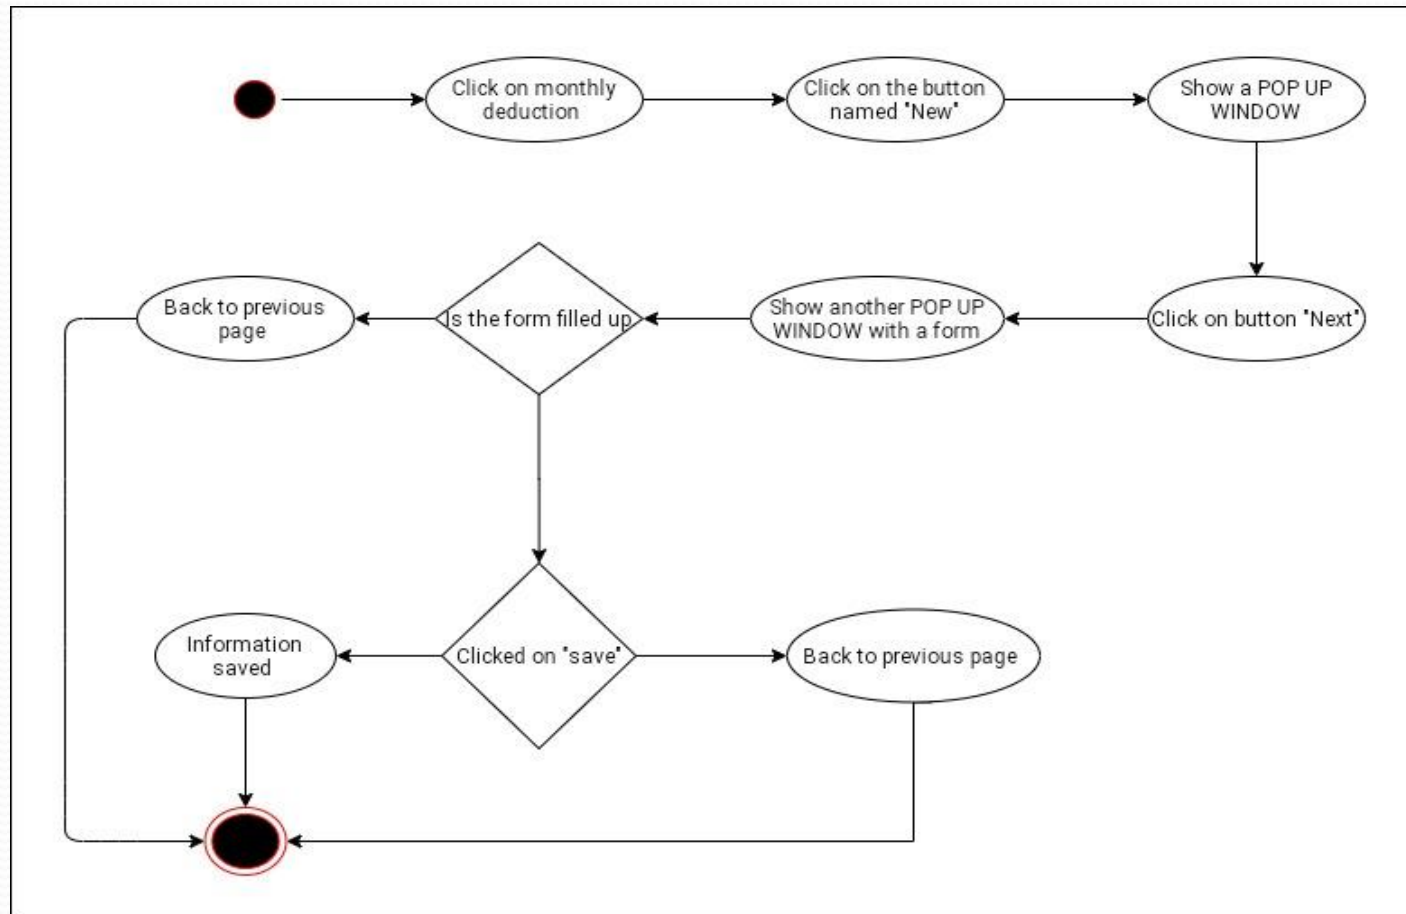 Click on monthly
deduction
Click on the button
named "New"
Show a POP UP
WINDOW
Back to previous
page
Is the form filled up
Show another POP UP
WINDOW with a form
Click on button "Next"
Information
saved
Clicked on "save"
Back to previous page